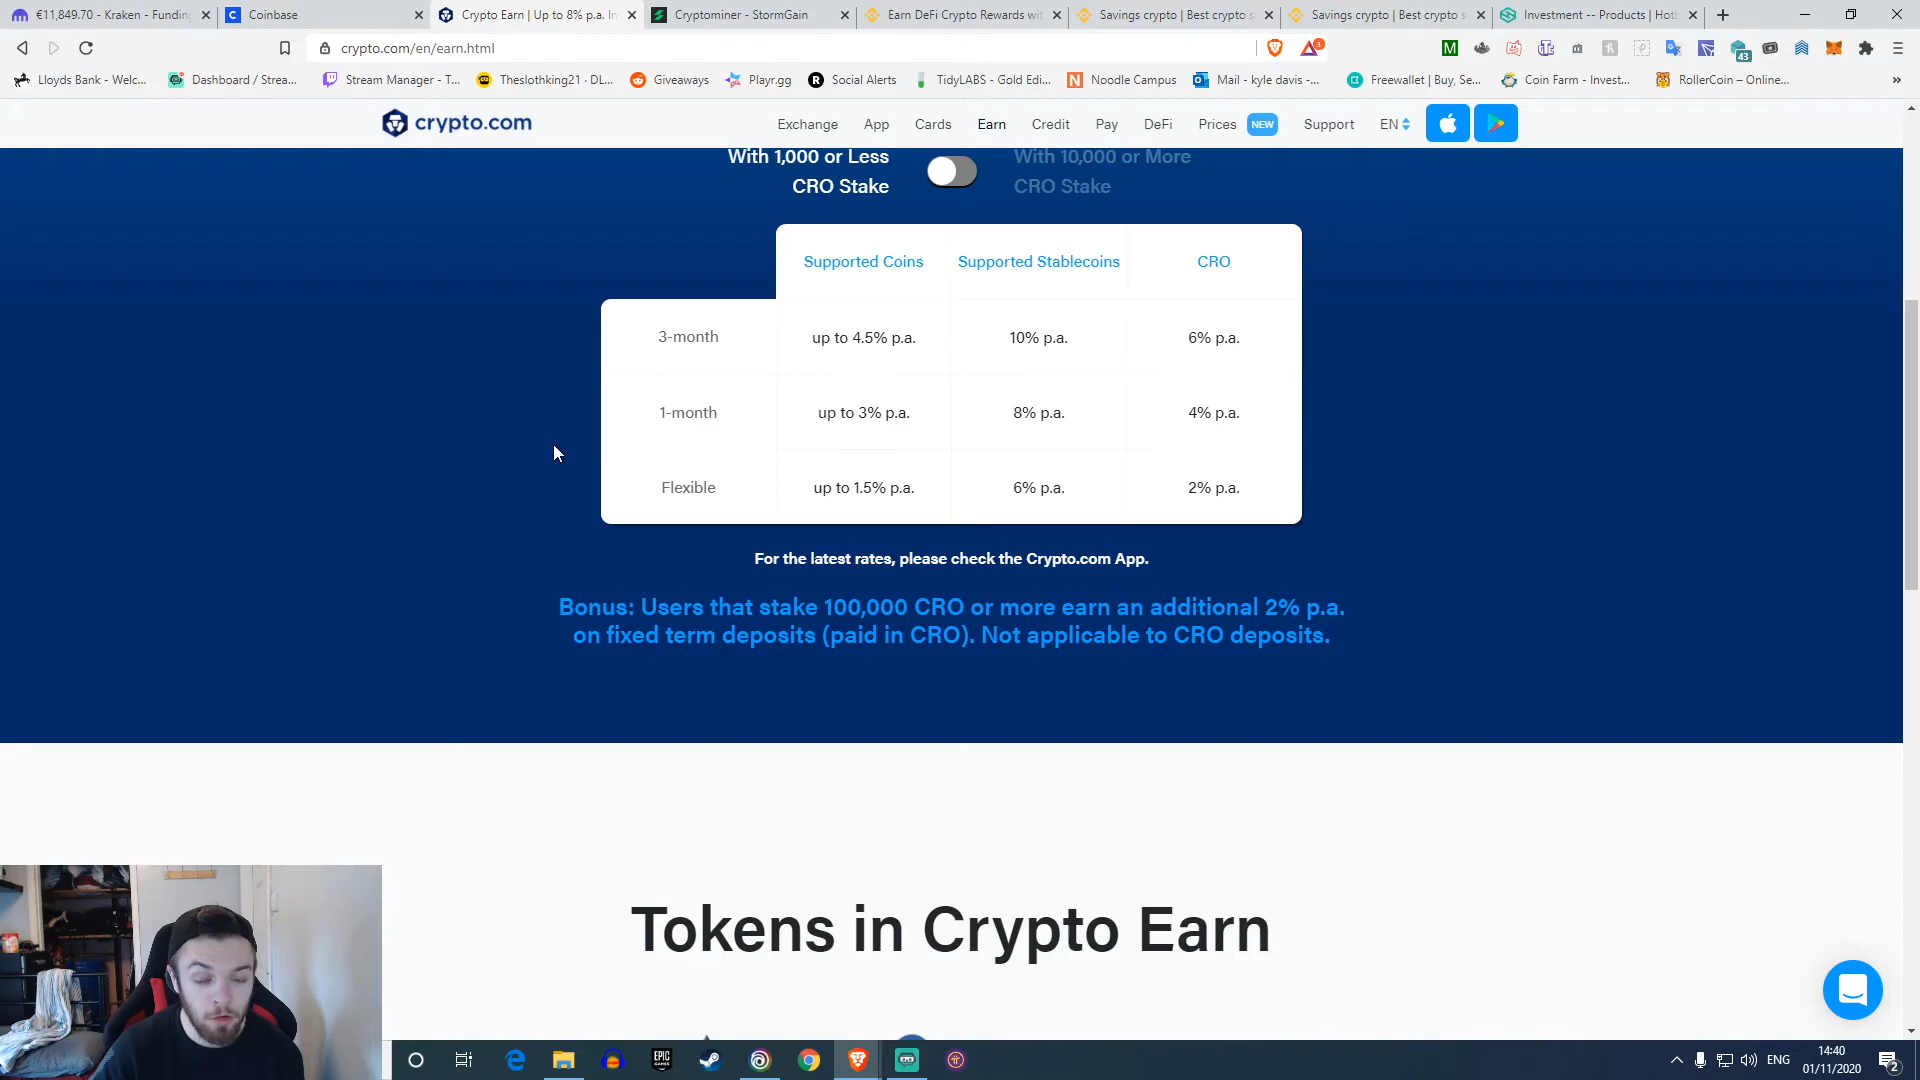 €11,849.70 - Kraken - Funding
Coinbase
Crypto Earn | Up to 8% p.a. In
Cryptominer - StormGain
Earn DeFi Crypto Rewards wit
Savings crypto | Best crypto s
Savings crypto | Best crypto s
Investment -- Products | Hotb
crypto.com/en/earn.html
3
M
43
Lloyds Bank - Welc...
Dashboard / Strea...
Stream Manager - T...
Theslothking21 · DL...
Giveaways
Playr.gg
Social Alerts
TidyLABS - Gold Edi...
Noodle Campus
Mail - kyle davis -...
Freewallet | Buy, Se...
Coin Farm - Invest...
RollerCoin – Online...
crypto.com
Exchange
App
Cards
Earn
Credit
Pay
DeFi
Prices
NEW
Support
EN
With 1,000 or Less
CRO Stake
With 10,000 or More
CRO Stake
Supported Coins
Supported Stablecoins
CRO
3-month
up to 4.5% p.a.
10% p.a.
6% p.a.
1-month
up to 3% p.a.
8% p.a.
4% p.a.
Flexible
up to 1.5% p.a.
6% p.a.
2% p.a.
For the latest rates, please check the Crypto.com App.
Bonus: Users that stake 100,000 CRO or more earn an additional 2% p.a.
on fixed term deposits (paid in CRO). Not applicable to CRO deposits.
Tokens in Crypto Earn
EPIC
ENG
14:40
01/11/2020
2